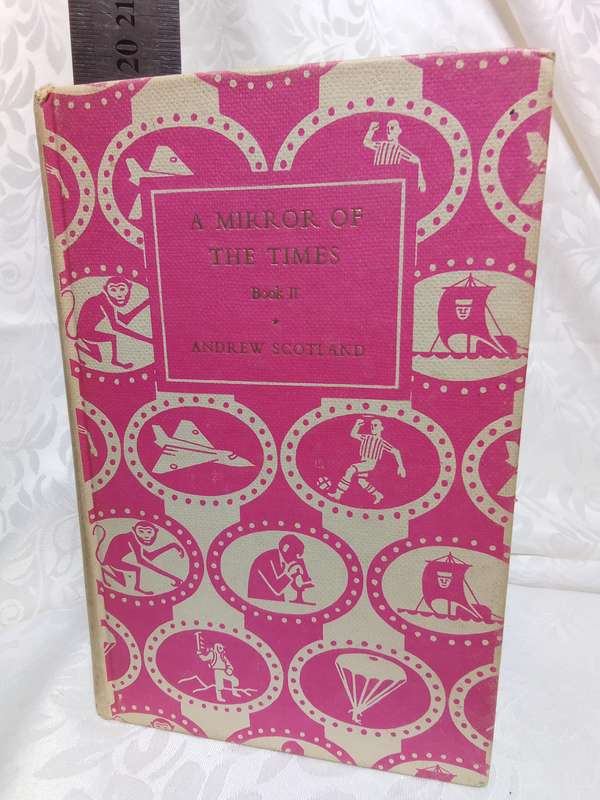 20 21
A MIRROR OF
THE TIMES
Book II
ANDREW SCOTLAND